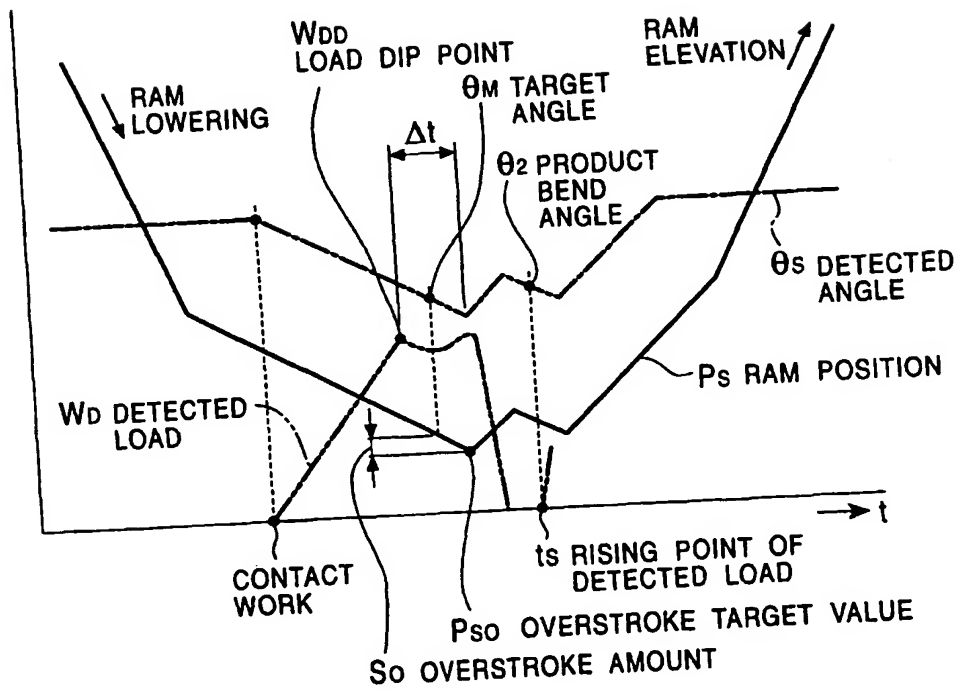 WDD
LOAD DIP POINT
RAM
LOWERING
θM TARGET
ANGLE
RAM
ELEVATION
Δt
θ2 PRODUCT
BEND
ANGLE
θS DETECTED
ANGLE
PS RAM POSITION
WD DETECTED
LOAD
t
CONTACT
WORK
tS RISING POINT OF
DETECTED LOAD
PSO OVERSTROKE TARGET VALUE
SO OVERSTROKE AMOUNT